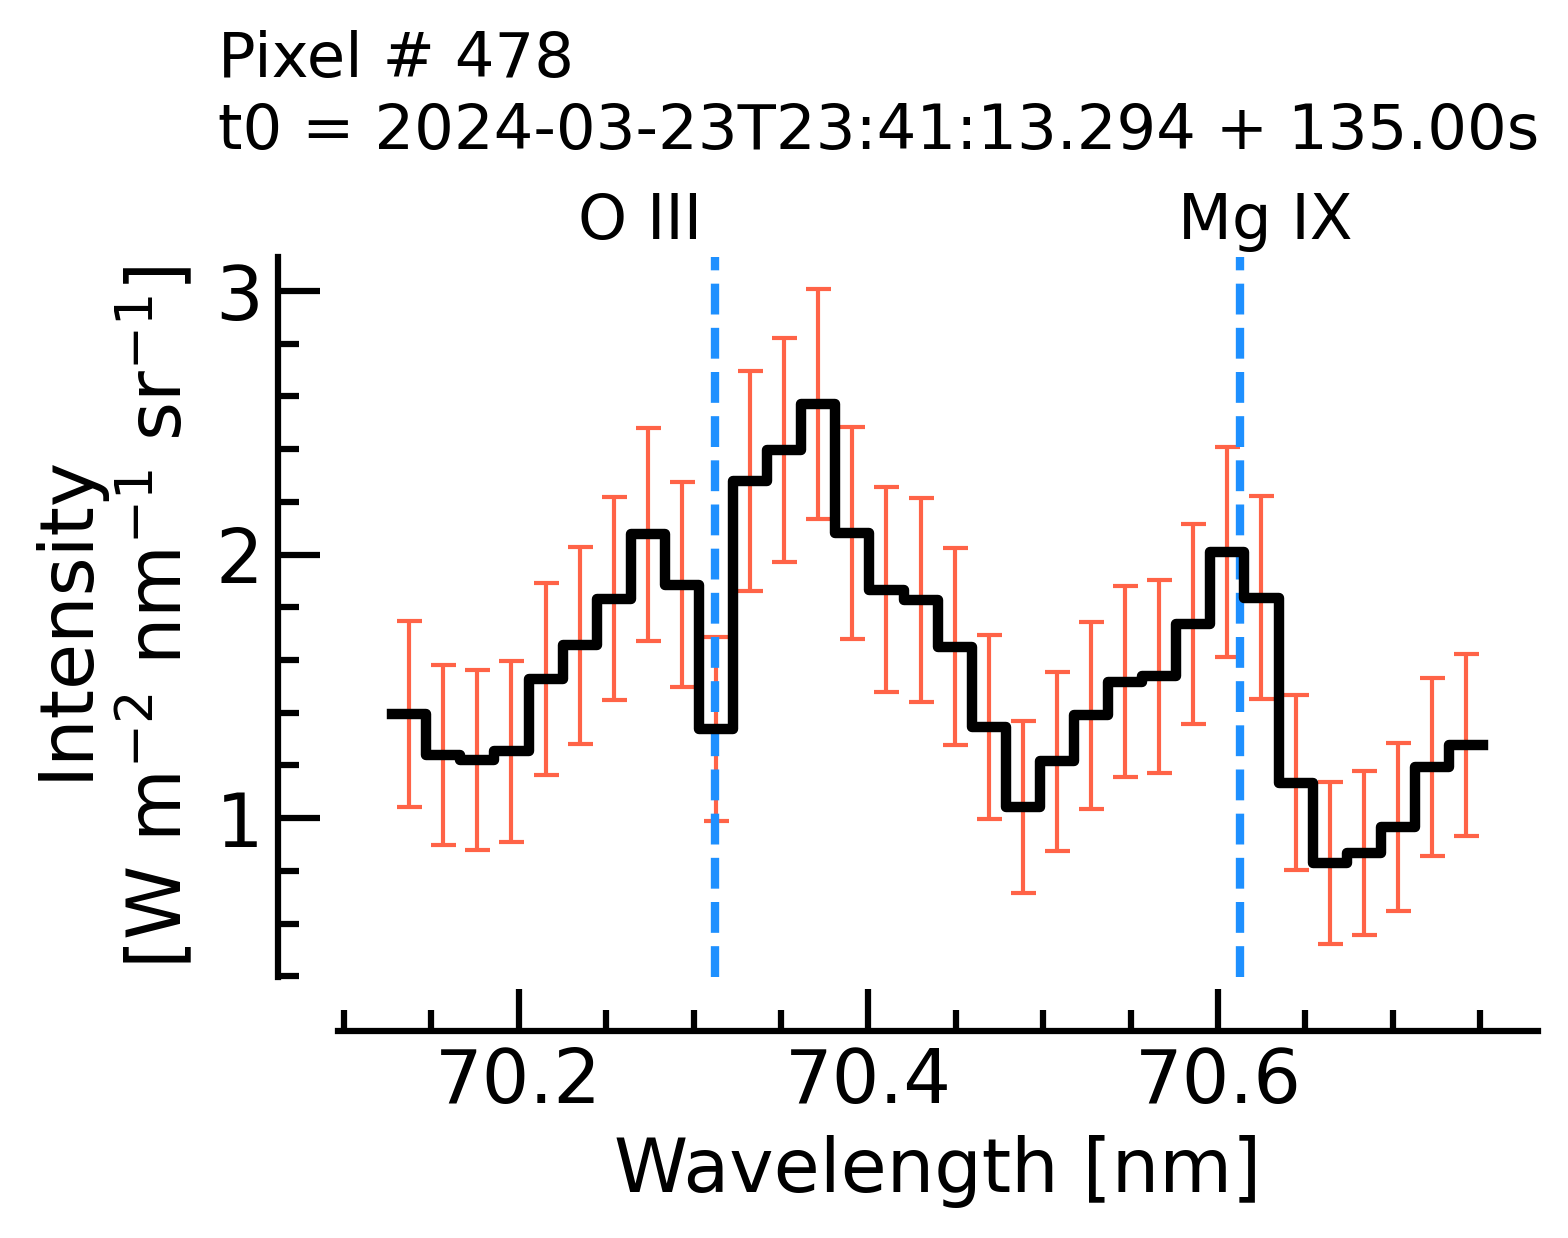 Pixel # 478
t0 = 2024-03-23T23:41:13.294 + 135.00s
O III Mg IX
Intensity
[W m⁻² nm⁻¹ sr⁻¹]
3
2
1
70.2 70.4 70.6
Wavelength [nm]